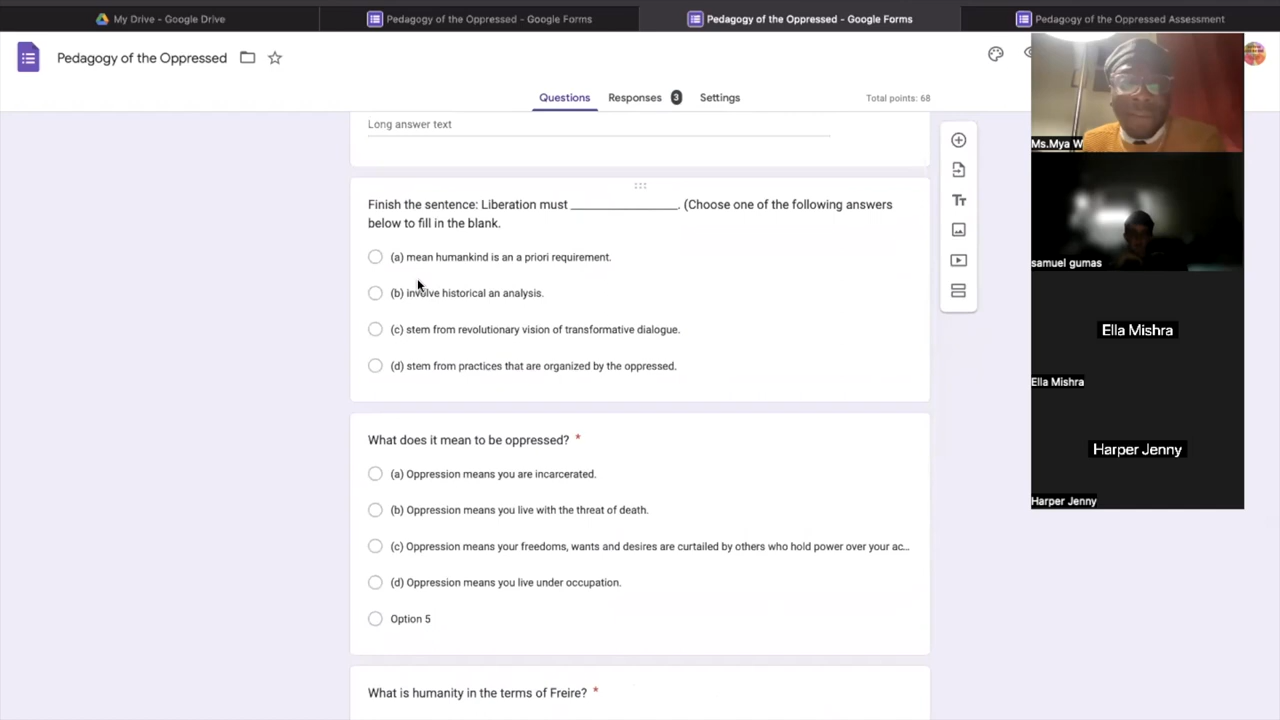 My Drive - Google Drive
Pedagogy of the Oppressed - Google Forms
Pedagogy of the Oppressed - Google Forms
Pedagogy of the Oppressed Assessment
Pedagogy of the Oppressed
Questions
Responses 3
Settings
Total points: 68
Long answer text
Finish the sentence: Liberation must _________________. (Choose one of the following answers
below to fill in the blank.
(a) mean humankind is an a priori requirement.
(b) involve historical an analysis.
(c) stem from revolutionary vision of transformative dialogue.
(d) stem from practices that are organized by the oppressed.
What does it mean to be oppressed? *
(a) Oppression means you are incarcerated.
(b) Oppression means you live with the threat of death.
(c) Oppression means your freedoms, wants and desires are curtailed by others who hold power over your ac...
(d) Oppression means you live under occupation.
Option 5
What is humanity in the terms of Freire? *
Tт
Ms.Mya W
samuel gumas
Ella Mishra
Ella Mishra
Harper Jenny
Harper Jenny